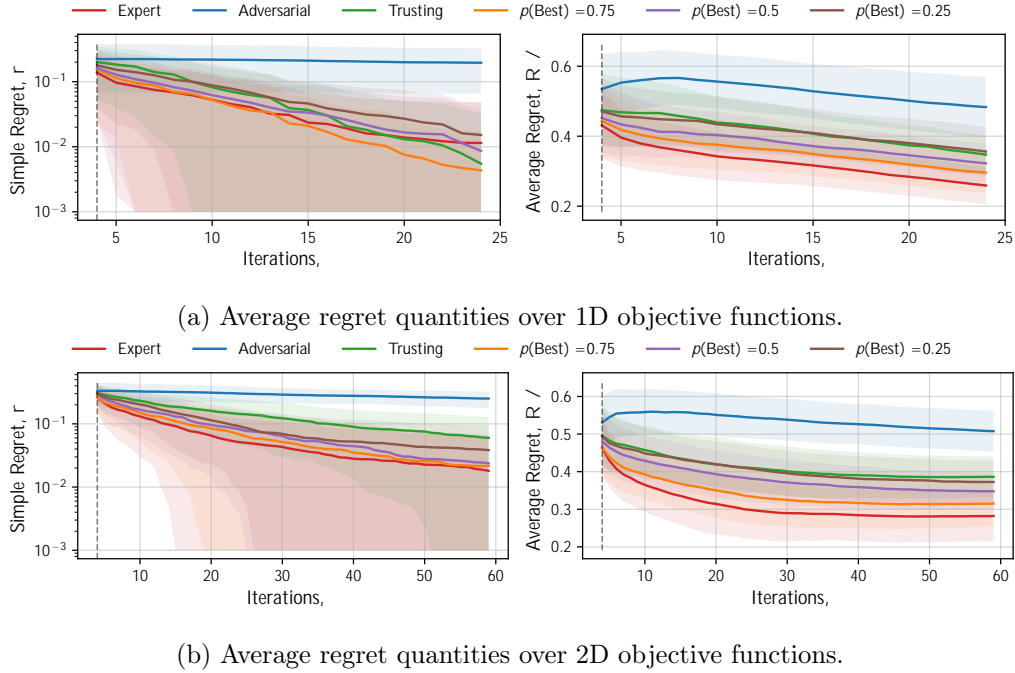 Expert Adversarial Trusting p(Best) =0.75 p(Best) =0.5 p(Best) =0.25
Simple Regret, r
10⁻¹
10⁻²
10⁻³
5 10 15 20 25
Iterations,
Average Regret, R /
0.6
0.4
0.2
5 10 15 20 25
Iterations,
(a) Average regret quantities over 1D objective functions.
Expert Adversarial Trusting p(Best) =0.75 p(Best) =0.5 p(Best) =0.25
Simple Regret, r
10⁻¹
10⁻²
10⁻³
10 20 30 40 50 60
Iterations,
Average Regret, R /
0.6
0.5
0.4
0.3
0.2
10 20 30 40 50 60
Iterations,
(b) Average regret quantities over 2D objective functions.